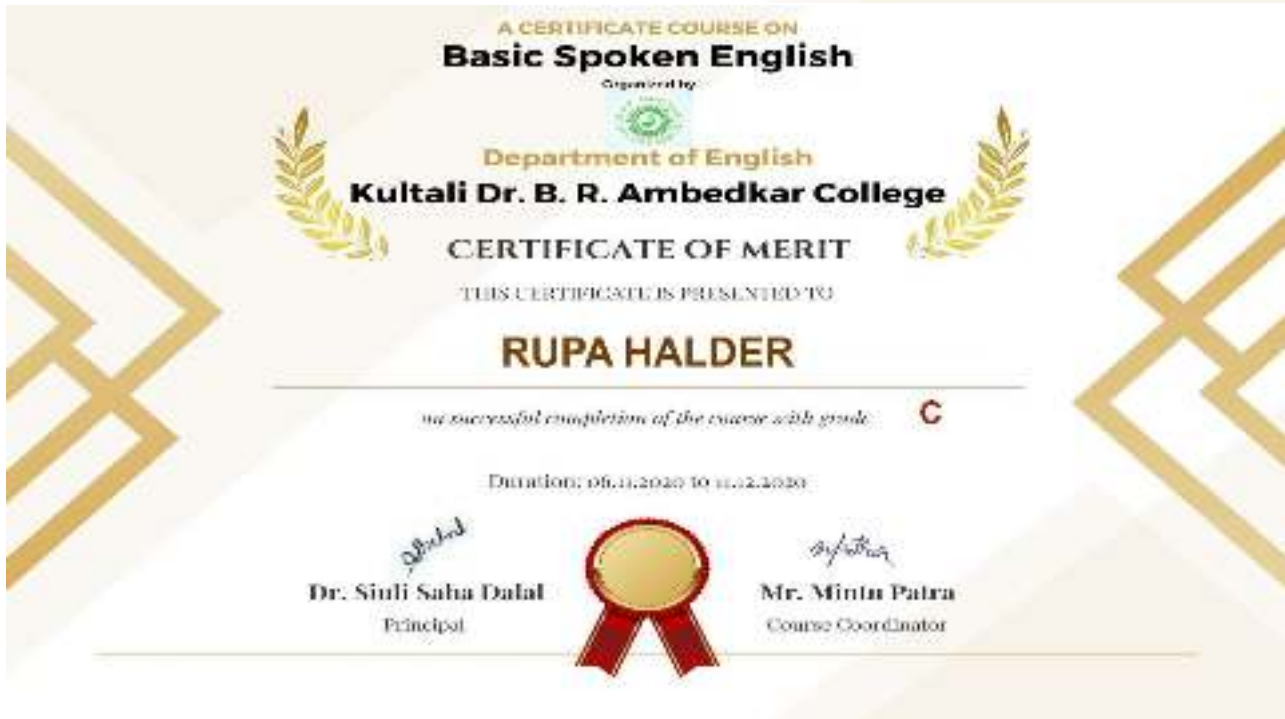 A CERTIFICATE COURSE ON
Basic Spoken English
Organized by
Department of English
Kultali Dr. B. R. Ambedkar College
CERTIFICATE OF MERIT
THIS CERTIFICATE IS PRESENTED TO
RUPA HALDER
on successful completion of the course with grade C
Duration: 06.11.2020 to 11.12.2020
Dr. Siuli Saha Dalal Mr. Mintu Patra
Principal Course Coordinator